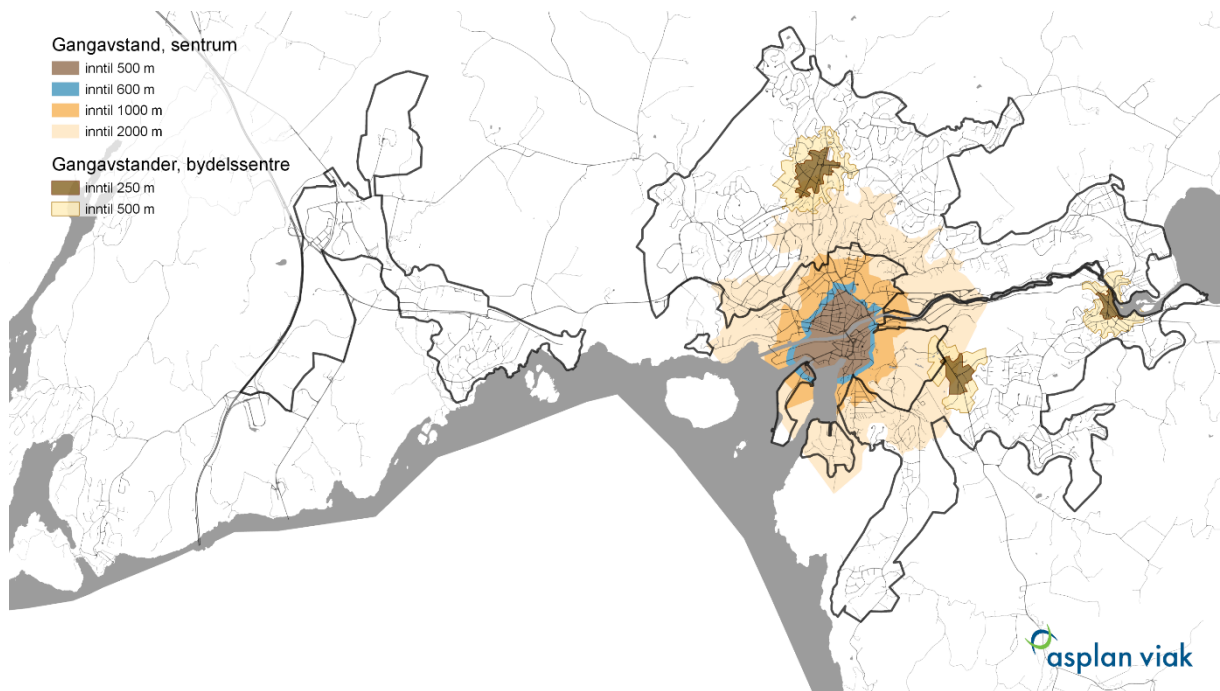 Gangavstand, sentrum
inntil 500 m
inntil 600 m
inntil 1000 m
inntil 2000 m
Gangavstander, bydelssentre
inntil 250 m
inntil 500 m
asplan viak